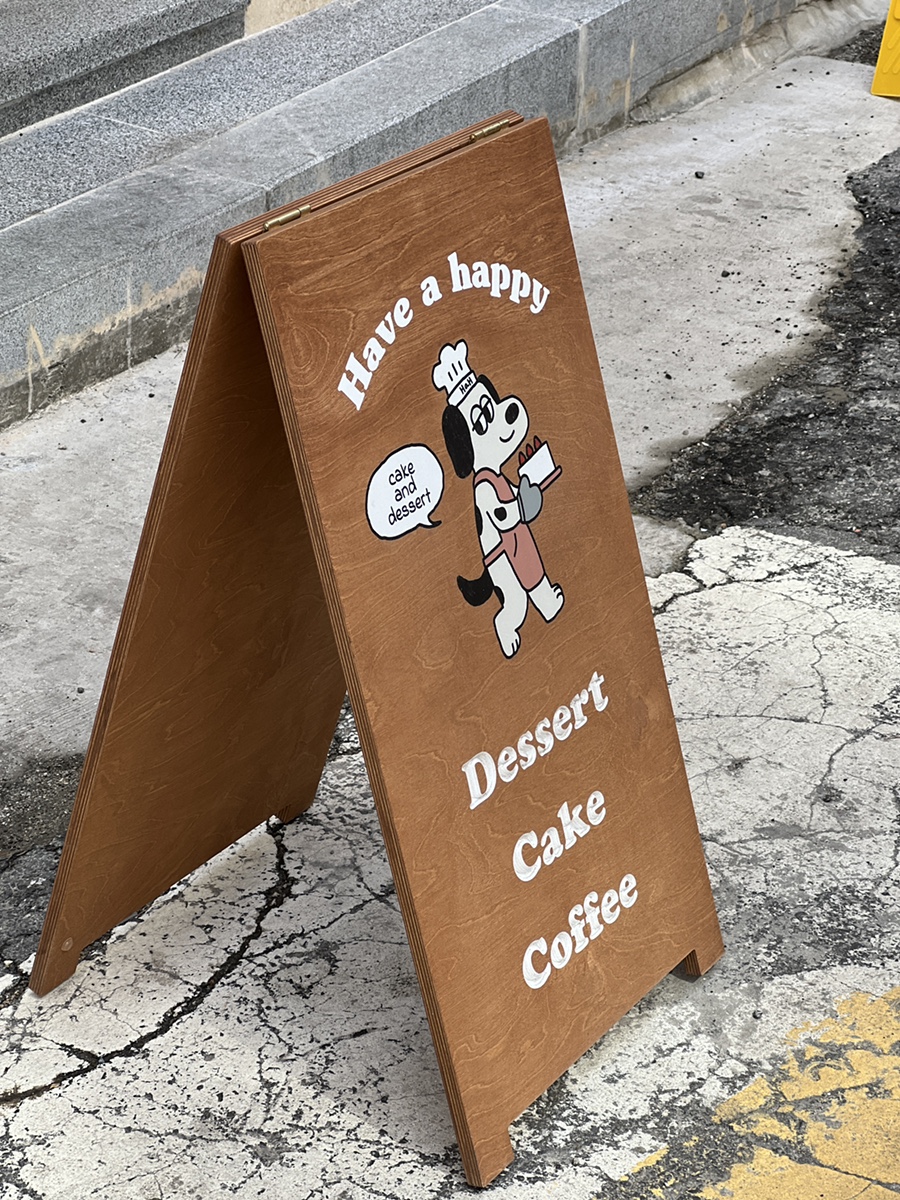 Have a happy
H&H
cake
and
dessert
Dessert
Cake
Coffee